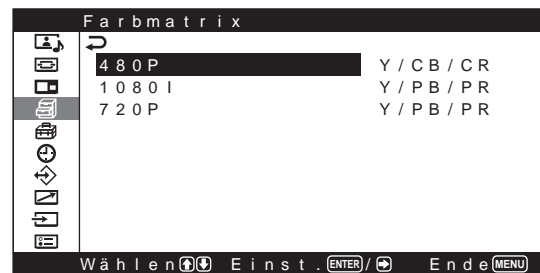 Farbmatrix
480P Y/CB/CR
1080I Y/PB/PR
720P Y/PB/PR
Wählen Einst. ENTER / Ende MENU